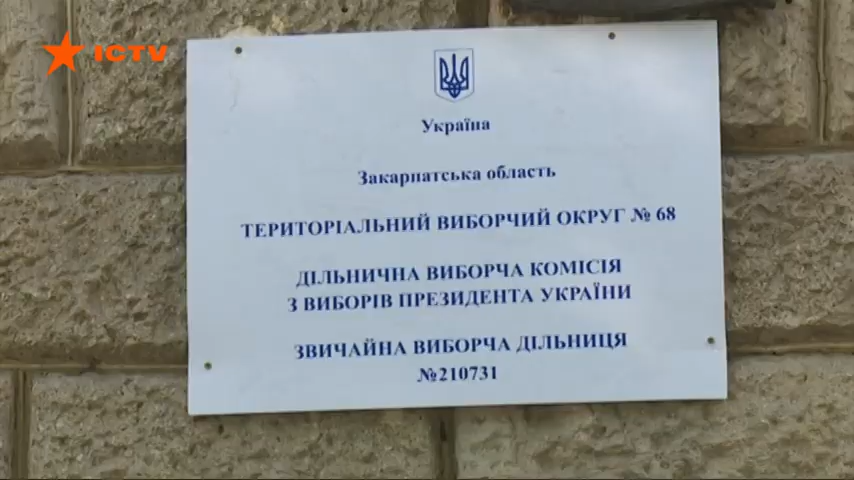 ICTV
Україна
Закарпатська область
ТЕРИТОРІАЛЬНИЙ ВИБОРЧИЙ ОКРУГ № 68
ДІЛЬНИЧНА ВИБОРЧА КОМІСІЯ
З ВИБОРІВ ПРЕЗИДЕНТА УКРАЇНИ
ЗВИЧАЙНА ВИБОРЧА ДІЛЬНИЦЯ
№210731